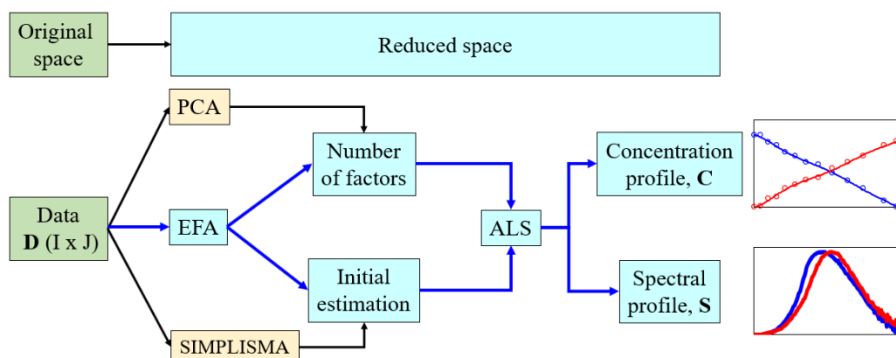 Original
space
Reduced space
PCA
Number
of factors
Concentration
profile, C
Data
D (I x J)
EFA
ALS
Initial
estimation
Spectral
profile, S
SIMPLISMA